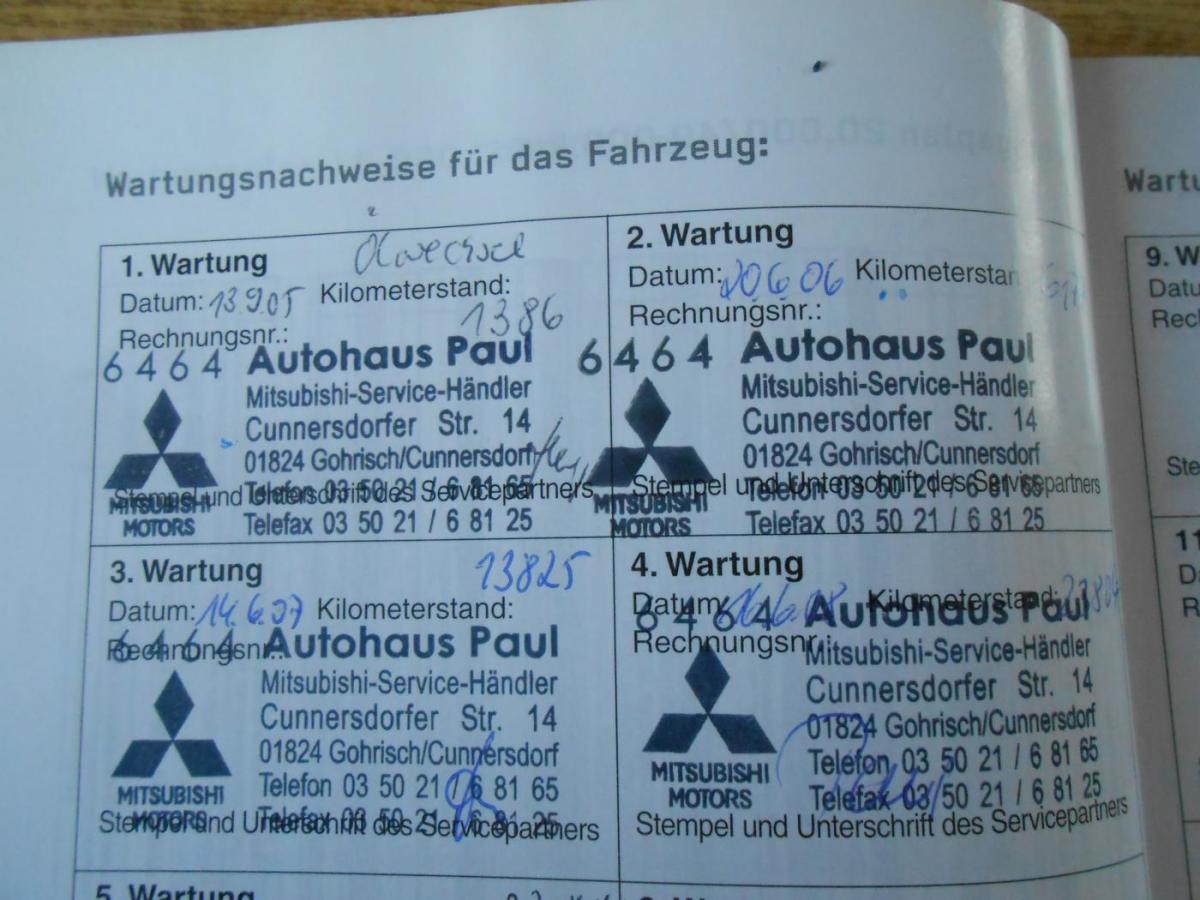 Wartungsnachweise für das Fahrzeug:
1. Wartung Ölwechsel
Datum: 13.9.05 Kilometerstand:
Rechnungsnr.: 1386
6464 Autohaus Paul
Mitsubishi-Service-Händler
Cunnersdorfer Str. 14
01824 Gohrisch/Cunnersdorf
Telefon 03 50 21 / 6 81 65
Stempel und Unterschrift des Servicepartners
MITSUBISHI
MOTORS
Telefax 03 50 21 / 6 81 25
2. Wartung
Datum: 20.6.06 Kilometerstan
Rechnungsnr.:
6464 Autohaus Paul
Mitsubishi-Service-Händler
Cunnersdorfer Str. 14
01824 Gohrisch/Cunnersdorf
Telefon 03 50 21 / 6 81 65
Stempel und Unterschrift des Servicepartners
MITSUBISHI
MOTORS
Telefax 03 50 21 / 6 81 25
3. Wartung 13825
Datum: 14.6.07 Kilometerstand:
Rechnungsnr.:
6464 Autohaus Paul
Mitsubishi-Service-Händler
Cunnersdorfer Str. 14
01824 Gohrisch/Cunnersdorf
Telefon 03 50 21 / 6 81 65
MITSUBISHI
MOTORS
Telefax 03 50 21 / 6 81 25
Stempel und Unterschrift des Servicepartners
4. Wartung
Datum: Kilometerstand:
6464 Autohaus Paul
Rechnungsnr.
Mitsubishi-Service-Händler
Cunnersdorfer Str. 14
01824 Gohrisch/Cunnersdorf
Telefon 03 50 21 / 6 81 65
MITSUBISHI
MOTORS
Telefax 03 50 21 / 6 81 25
Stempel und Unterschrift des Servicepartners
5. Wartung
Wartu
9. W
Datu
Rec
Ste
11
D
R